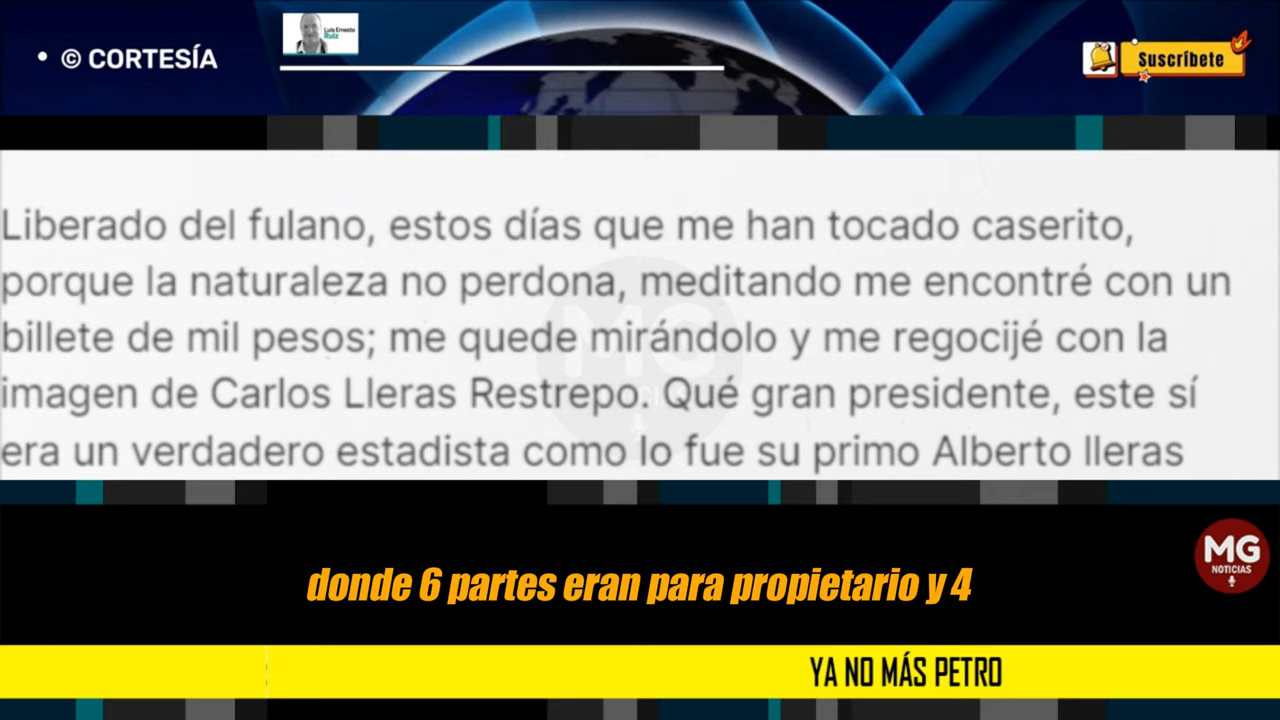 • © CORTESÍA
Luis Ernesto
Ruiz
Suscríbete
Liberado del fulano, estos días que me han tocado caserito,
porque la naturaleza no perdona, meditando me encontré con un
billete de mil pesos; me quede mirándolo y me regocijé con la
imagen de Carlos Lleras Restrepo. Qué gran presidente, este sí
era un verdadero estadista como lo fue su primo Alberto lleras
MG
NOTICIAS
donde 6 partes eran para propietario y 4
YA NO MÁS PETRO